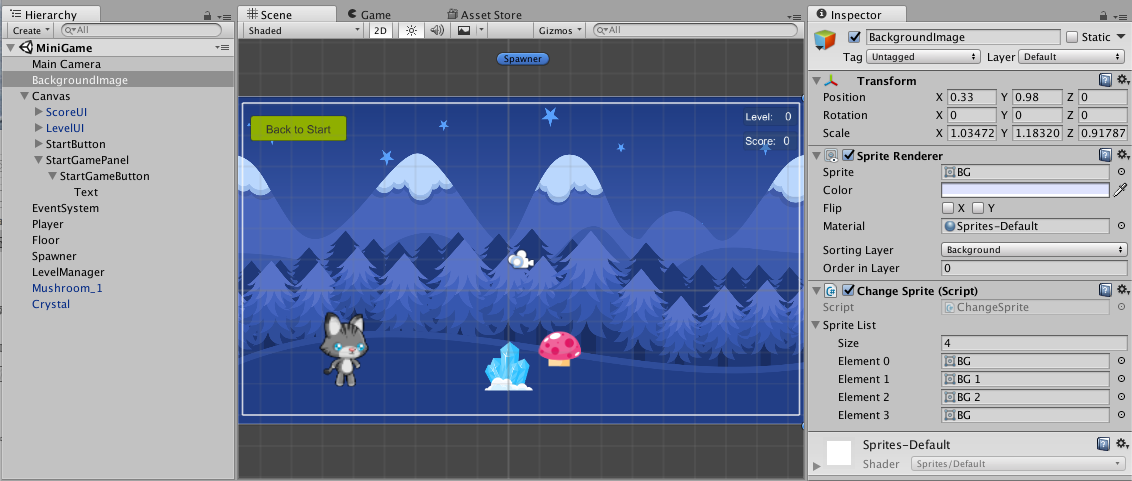 Hierarchy
Create
All
MiniGame
Main Camera
BackgroundImage
Canvas
ScoreUI
LevelUI
StartButton
StartGamePanel
StartGameButton
Text
EventSystem
Player
Floor
Spawner
LevelManager
Mushroom_1
Crystal
Scene
Game
Asset Store
Shaded
2D
Gizmos
All
Spawner
Back to Start
Level: 0
Score: 0
Inspector
BackgroundImage
Static
Tag Untagged
Layer Default
Transform
Position X 0.33 Y 0.98 Z 0
Rotation X 0 Y 0 Z 0
Scale X 1.03472 Y 1.18320 Z 0.91787
Sprite Renderer
Sprite BG
Color
Flip X Y
Material Sprites-Default
Sorting Layer Background
Order in Layer 0
Change Sprite (Script)
Script ChangeSprite
Sprite List
Size 4
Element 0 BG
Element 1 BG 1
Element 2 BG 2
Element 3 BG
Sprites-Default
Shader Sprites/Default